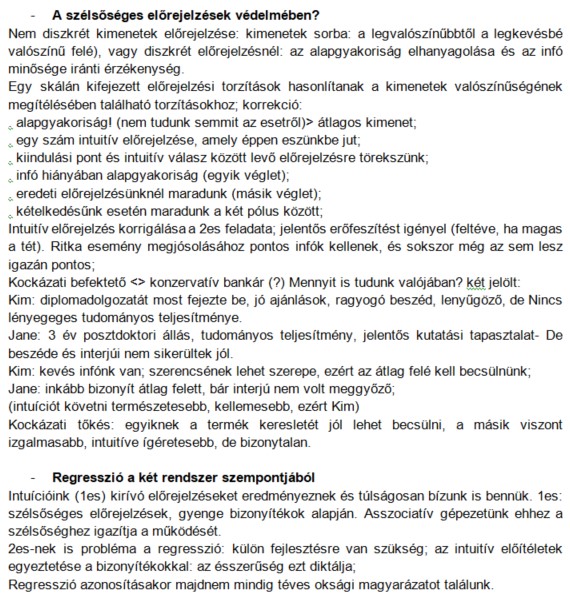 - A szélsőséges előrejelzések védelmében?
Nem diszkrét kimenetek előrejelzése: kimenetek sorba: a legvalószínűbbtől a legkevésbé
valószínű felé), vagy diszkrét előrejelzésnél: az alapgyakoriság elhanyagolása és az infó
minősége iránti érzékenység.
Egy skálán kifejezett előrejelzési torzítások hasonlítanak a kimenetek valószínűségének
megítélésében található torzításokhoz; korrekció:
. alapgyakoriság! (nem tudunk semmit az esetről)> átlagos kimenet;
. egy szám intuitív előrejelzése, amely éppen eszünkbe jut;
. kiindulási pont és intuitív válasz között levő előrejelzésre törekszünk;
. infó hiányában alapgyakoriság (egyik véglet);
. eredeti előrejelzésünknél maradunk (másik véglet);
. kételkedésünk esetén maradunk a két pólus között;
Intuitív előrejelzés korrigálása a 2es feladata; jelentős erőfeszítést igényel (feltéve, ha magas
a tét). Ritka esemény megjósolásához pontos infók kellenek, és sokszor még az sem lesz
igazán pontos;
Kockázati befektető <> konzervatív bankár (?) Mennyit is tudunk valójában? két jelölt:
Kim: diplomadolgozatát most fejezte be, jó ajánlások, ragyogó beszéd, lenyűgöző, de Nincs
lényegeges tudományos teljesítménye.
Jane: 3 év posztdoktori állás, tudományos teljesítmény, jelentős kutatási tapasztalat- De
beszéde és interjúi nem sikerültek jól.
Kim: kevés infónk van; szerencsének lehet szerepe, ezért az átlag felé kell becsülnünk;
Jane: inkább bizonyít átlag felett, bár interjú nem volt meggyőző;
(intuíciót követni természetesebb, kellemesebb, ezért Kim)
Kockázati tőkés: egyiknek a termék keresletét jól lehet becsülni, a másik viszont
izgalmasabb, intuitíve ígéretesebb, de bizonytalan.
- Regresszió a két rendszer szempontjából
Intuícióink (1es) kirívó előrejelzéseket eredményeznek és túlságosan bízunk is bennük. 1es:
szélsőséges előrejelzések, gyenge bizonyítékok alapján. Asszociatív gépezetünk ehhez a
szélsőséghez igazítja a működését.
2es-nek is probléma a regresszió: külön fejlesztésre van szükség; az intuitív előítéletek
egyeztetése a bizonyítékokkal: az ésszerűség ezt diktálja;
Regresszió azonosításakor majdnem mindig téves oksági magyarázatot találunk.